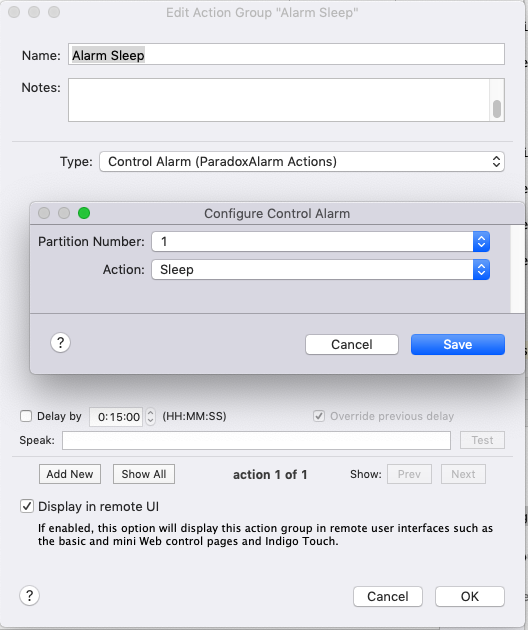 Edit Action Group "Alarm Sleep"
Name: Alarm Sleep
Notes:
Type: Control Alarm (ParadoxAlarm Actions)
Configure Control Alarm
Partition Number: 1
Action: Sleep
? Cancel Save
Delay by 0:15:00 (HH:MM:SS) Override previous delay
Speak: Test
Add New Show All action 1 of 1 Show: Prev Next
Display in remote UI
If enabled, this option will display this action group in remote user interfaces such as
the basic and mini Web control pages and Indigo Touch.
? Cancel OK